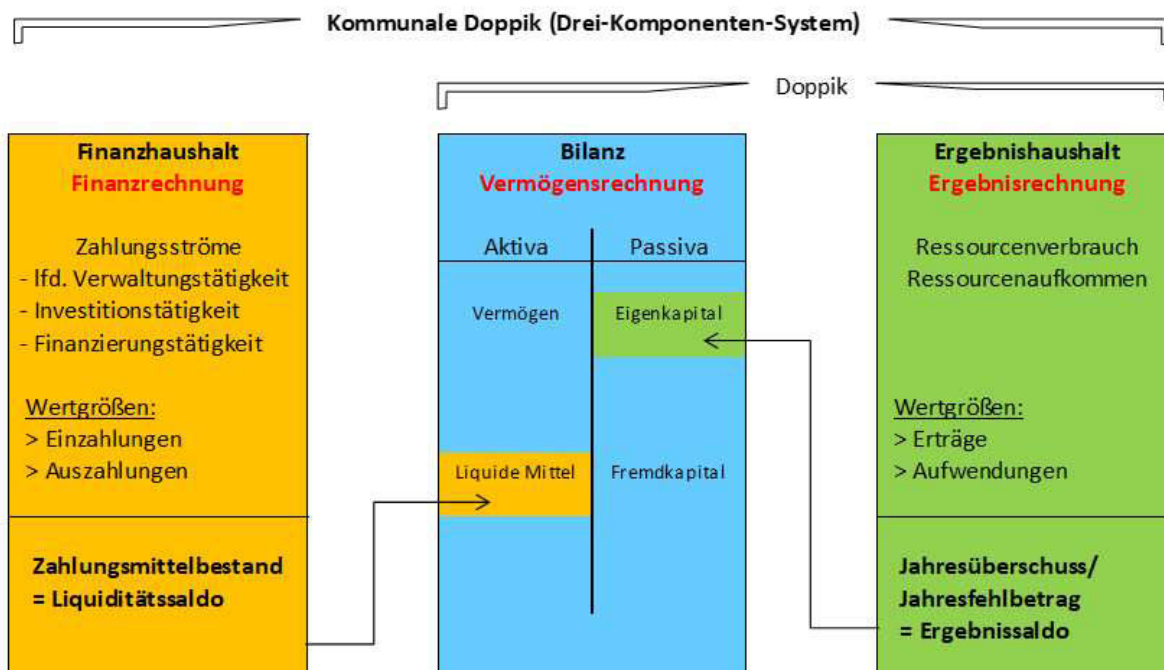 Kommunale Doppik (Drei-Komponenten-System)
Doppik
Finanzhaushalt
Finanzrechnung
Zahlungsströme
- lfd. Verwaltungstätigkeit
- Investitionstätigkeit
- Finanzierungstätigkeit
Wertgrößen:
> Einzahlungen
> Auszahlungen
Zahlungsmittelbestand
= Liquiditätssaldo
Bilanz
Vermögensrechnung
Aktiva Passiva
Vermögen Eigenkapital
Liquide Mittel Fremdkapital
Ergebnishaushalt
Ergebnisrechnung
Ressourcenverbrauch
Ressourcenaufkommen
Wertgrößen:
> Erträge
> Aufwendungen
Jahresüberschuss/
Jahresfehlbetrag
= Ergebnissaldo